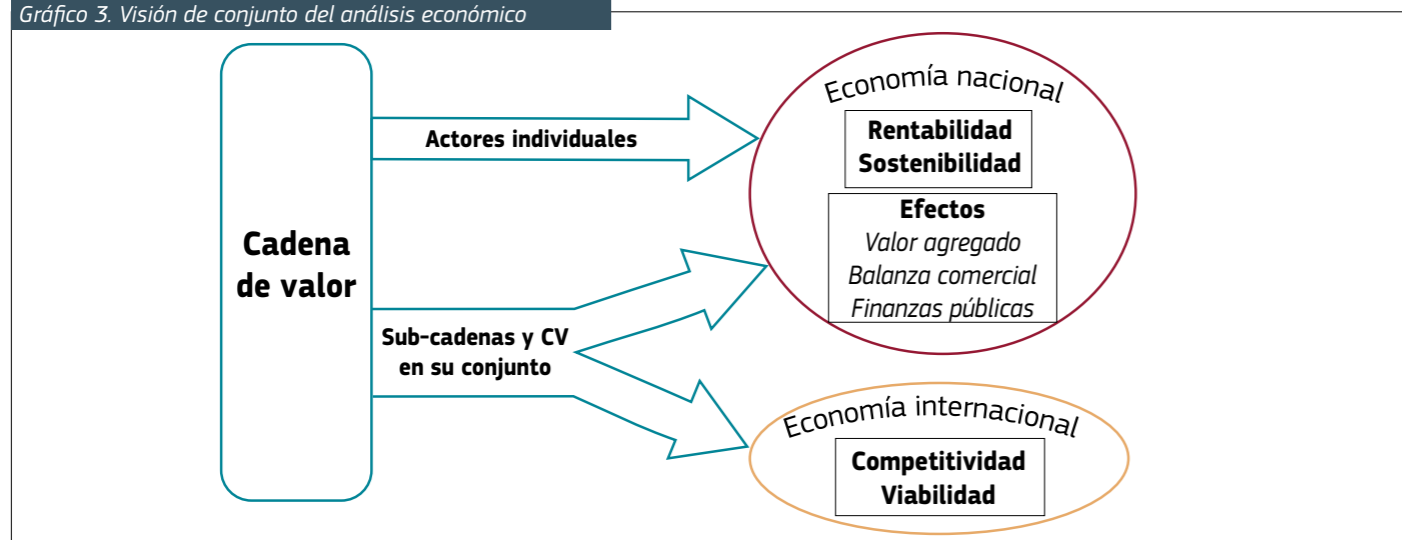 Gráfico 3. Visión de conjunto del análisis económico
Cadena
de valor
Actores individuales
Sub-cadenas y CV
en su conjunto
Economía nacional
Rentabilidad
Sostenibilidad
Efectos
Valor agregado
Balanza comercial
Finanzas públicas
Economía internacional
Competitividad
Viabilidad